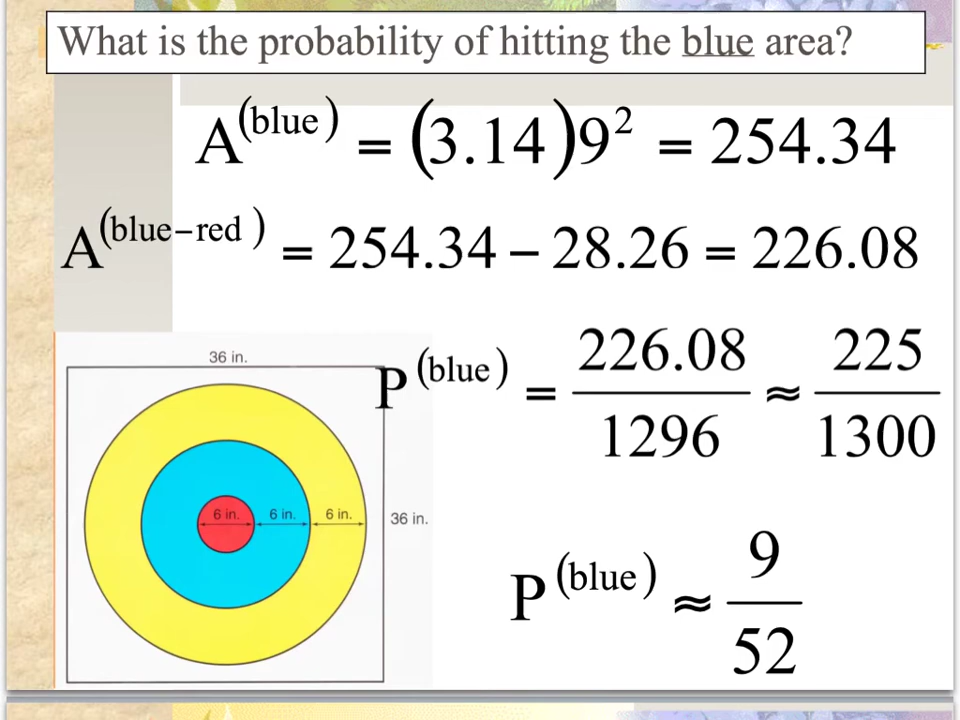 What is the probability of hitting the blue area?
A^(blue) = (3.14)9² = 254.34
A^(blue−red) = 254.34 − 28.26 = 226.08
P^(blue) = 226.08/1296 ≈ 225/1300
36 in.
6 in. 6 in. 6 in.
36 in.
P^(blue) ≈ 9/52